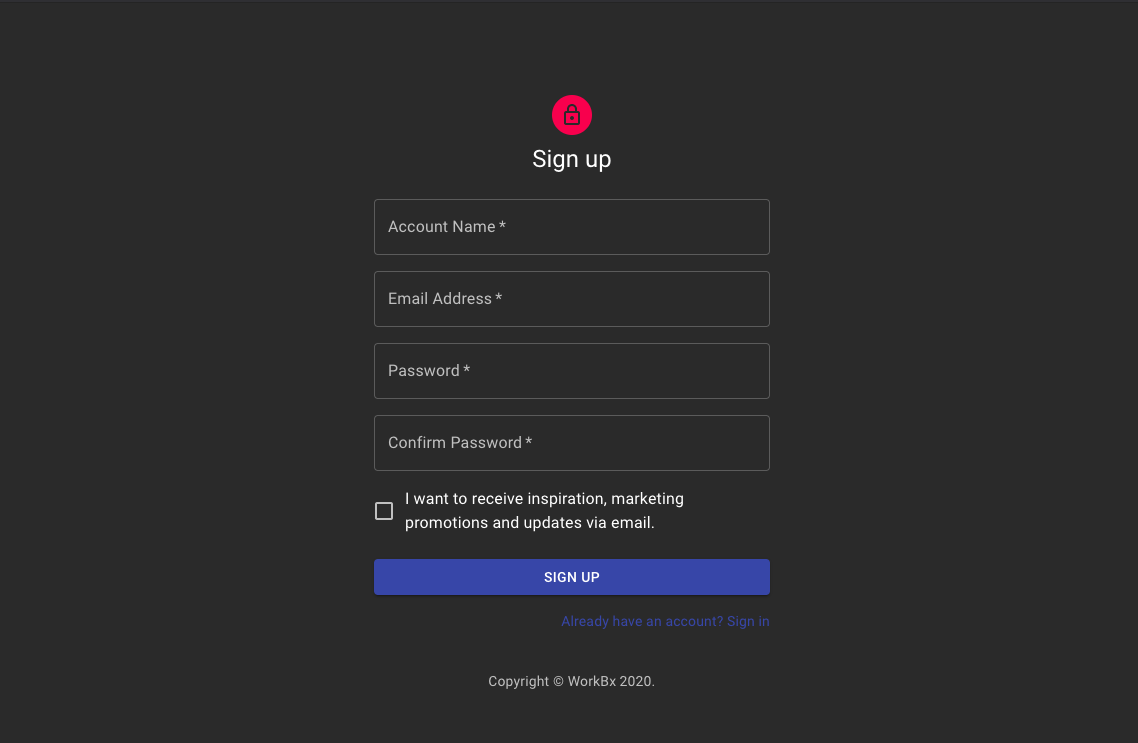 Sign up
Account Name *
Email Address *
Password *
Confirm Password *
I want to receive inspiration, marketing
promotions and updates via email.
SIGN UP
Already have an account? Sign in
Copyright © WorkBx 2020.